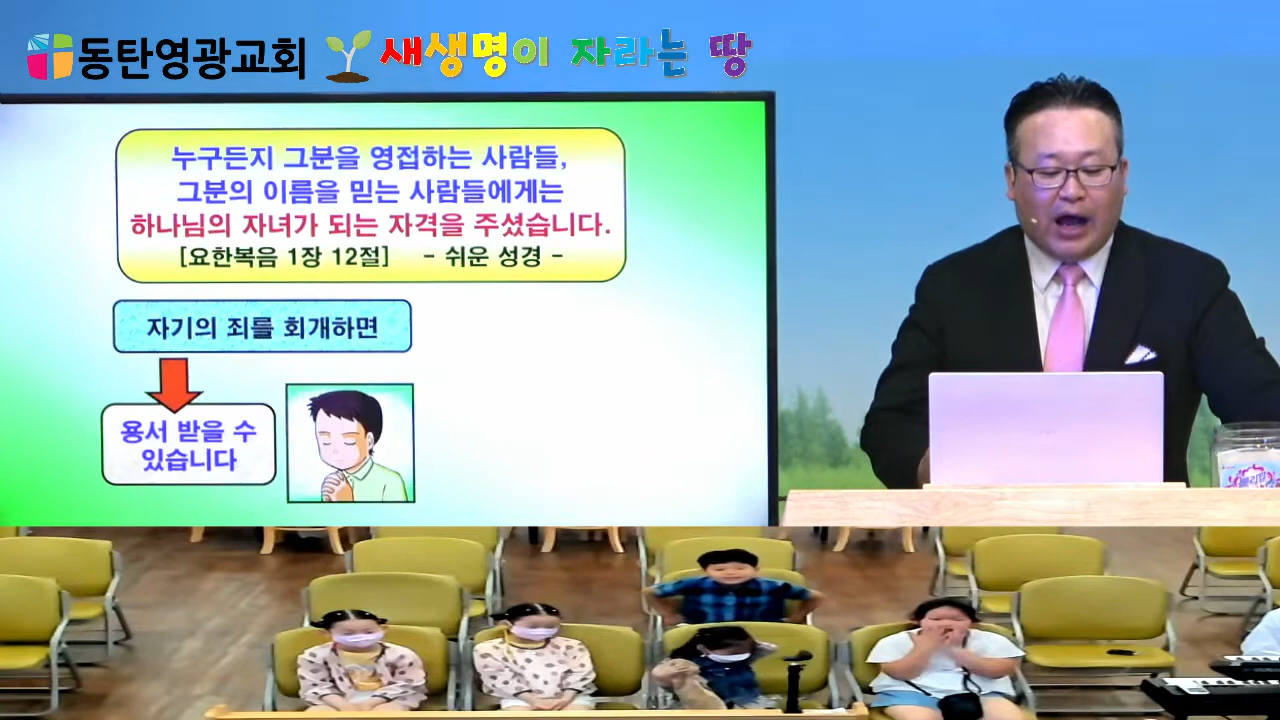 동탄영광교회 새생명이 자라는 땅
누구든지 그분을 영접하는 사람들,
그분의 이름을 믿는 사람들에게는
하나님의 자녀가 되는 자격을 주셨습니다.
[요한복음 1장 12절] - 쉬운 성경 -
자기의 죄를 회개하면
용서 받을 수
있습니다